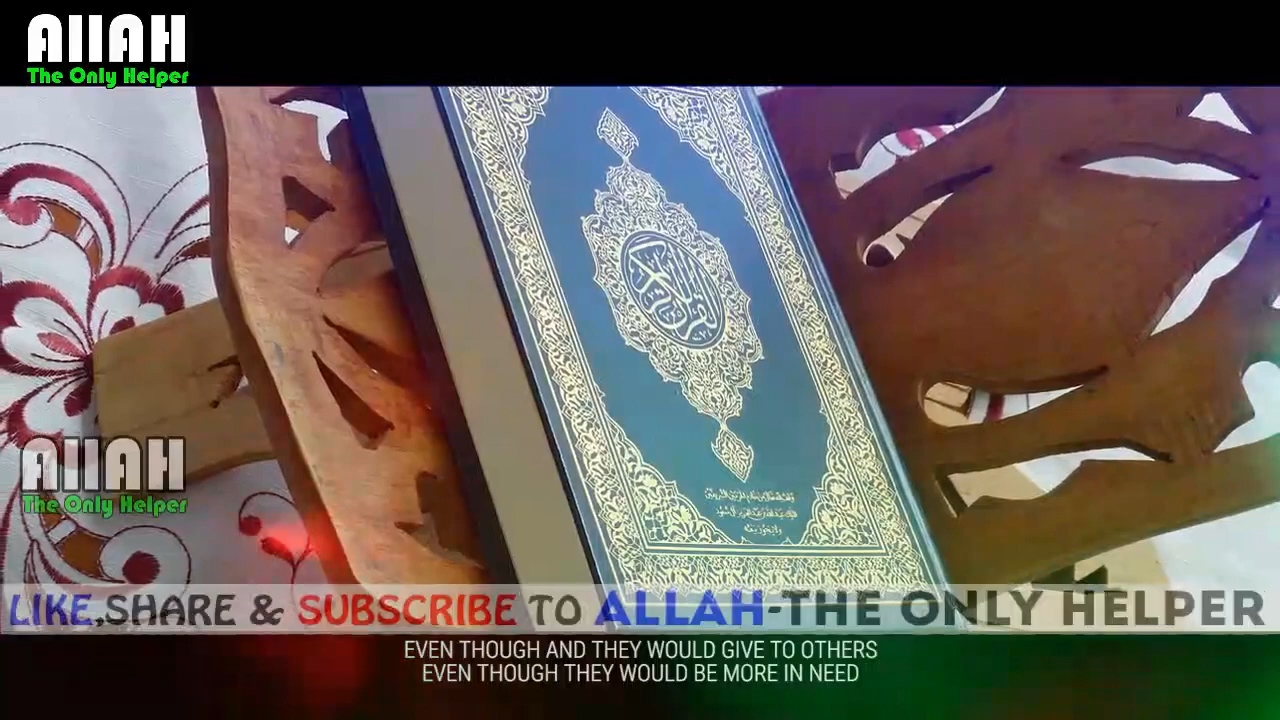 AllAH
The Only Helper
القرآن الكريم
AllAH
The Only Helper
LIKE,SHARE & SUBSCRIBE TO ALLAH-THE ONLY HELPER
EVEN THOUGH AND THEY WOULD GIVE TO OTHERS
EVEN THOUGH THEY WOULD BE MORE IN NEED